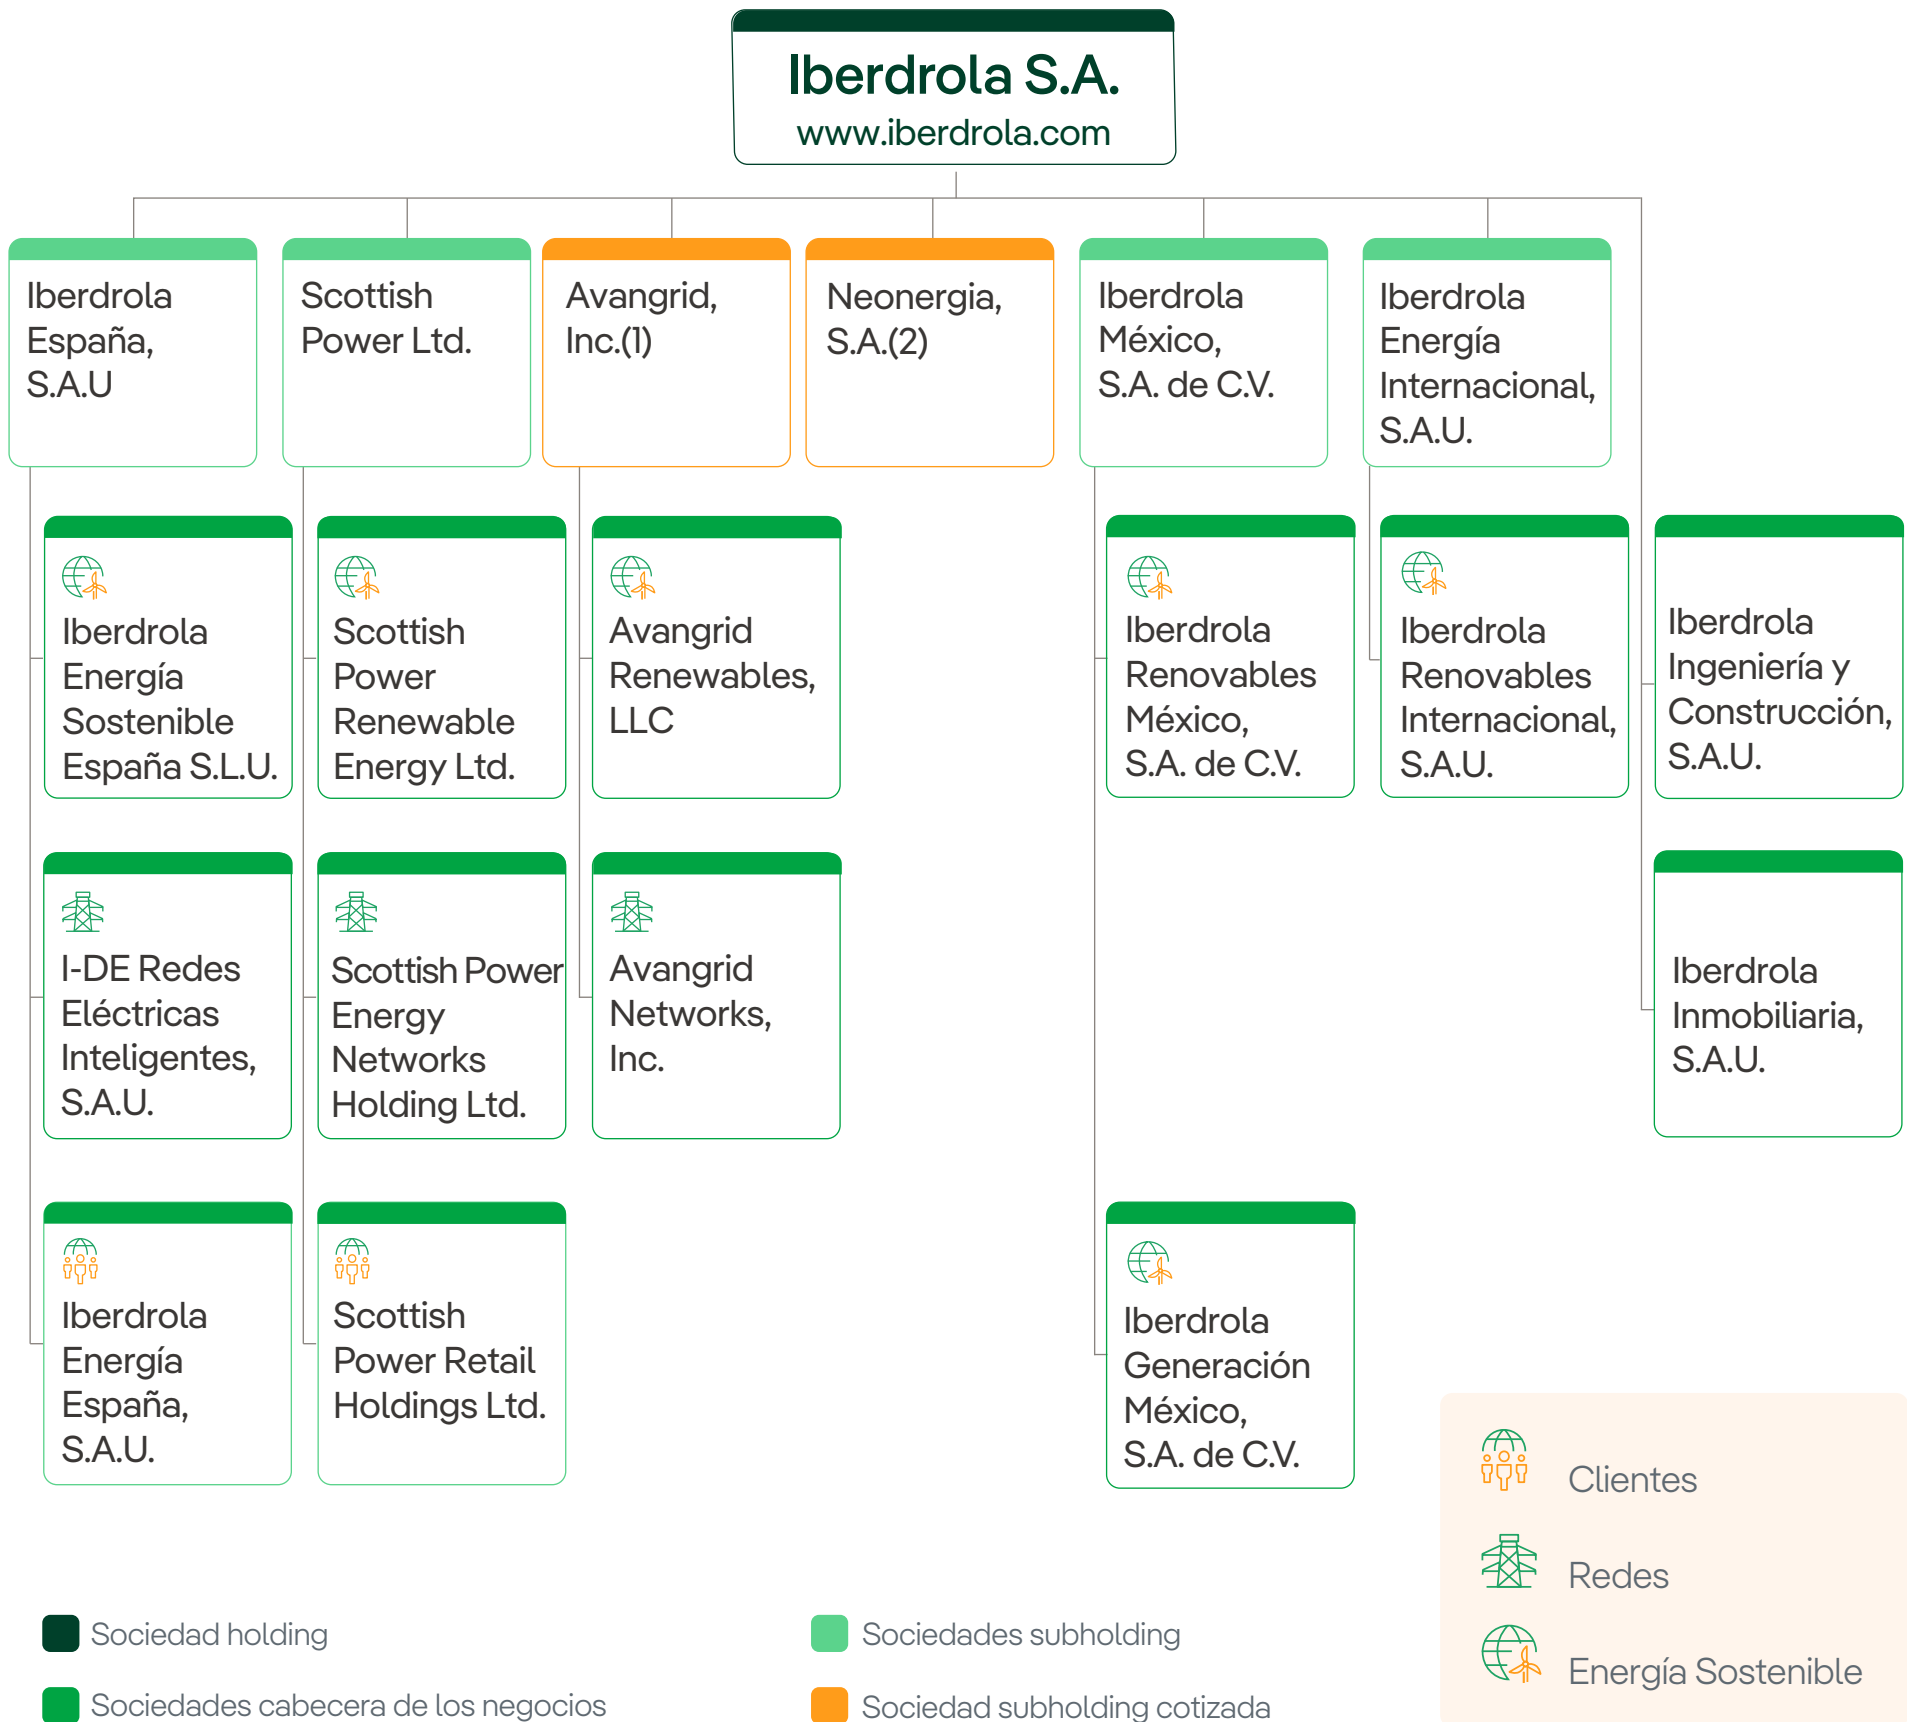 Iberdrola S.A.
www.iberdrola.com
Iberdrola
España,
S.A.U
Scottish
Power Ltd.
Avangrid,
Inc.(1)
Neonergia,
S.A.(2)
Iberdrola
México,
S.A. de C.V.
Iberdrola
Energía
Internacional,
S.A.U.
Iberdrola
Energía
Sostenible
España S.L.U.
Scottish
Power
Renewable
Energy Ltd.
Avangrid
Renewables,
LLC
Iberdrola
Renovables
México,
S.A. de C.V.
Iberdrola
Renovables
Internacional,
S.A.U.
Iberdrola
Ingeniería y
Construcción,
S.A.U.
I-DE Redes
Eléctricas
Inteligentes,
S.A.U.
Scottish Power
Energy
Networks
Holding Ltd.
Avangrid
Networks,
Inc.
Iberdrola
Inmobiliaria,
S.A.U.
Iberdrola
Energía
España,
S.A.U.
Scottish
Power Retail
Holdings Ltd.
Iberdrola
Generación
México,
S.A. de C.V.
Clientes
Redes
Energía Sostenible
Sociedad holding
Sociedades subholding
Sociedades cabecera de los negocios
Sociedad subholding cotizada